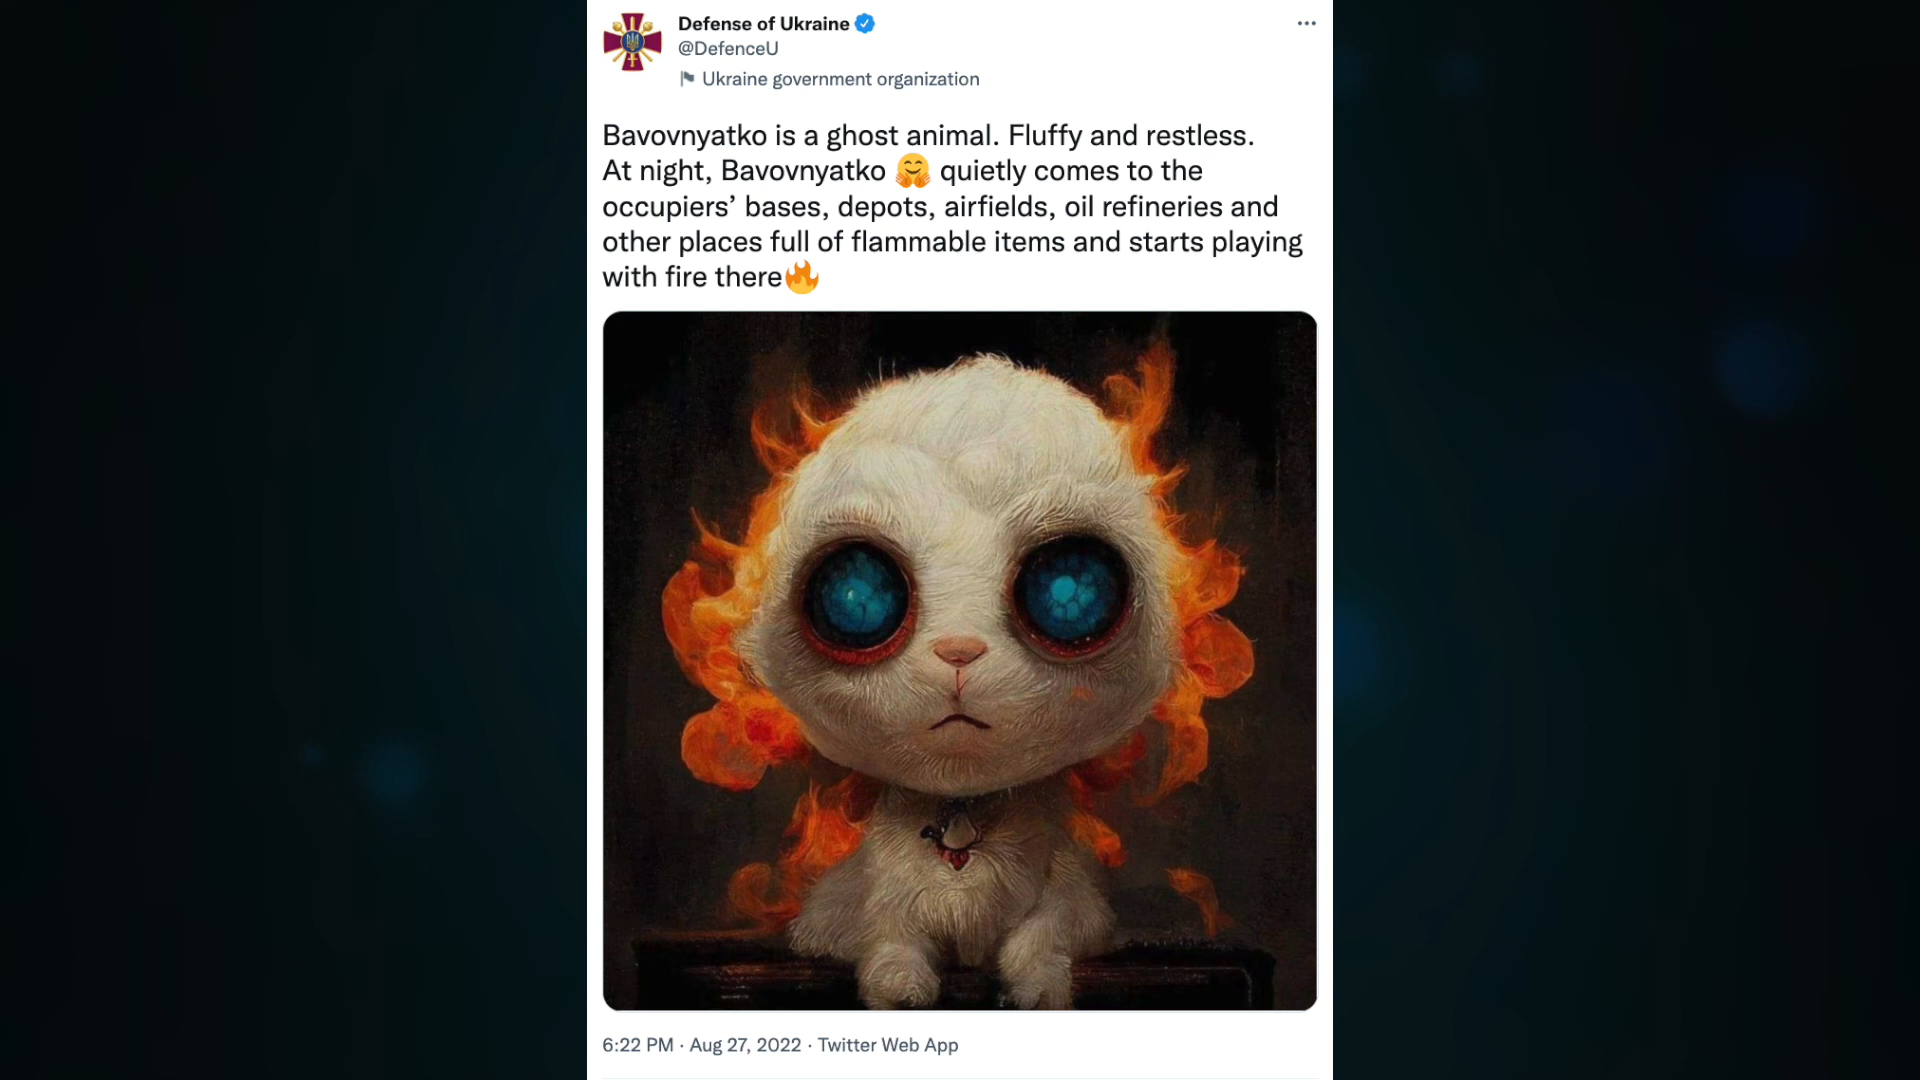 Defense of Ukraine
@DefenceU
Ukraine government organization
Bavovnyatko is a ghost animal. Fluffy and restless.
At night, Bavovnyatko 🤗 quietly comes to the
occupiers’ bases, depots, airfields, oil refineries and
other places full of flammable items and starts playing
with fire there🔥
6:22 PM · Aug 27, 2022 · Twitter Web App